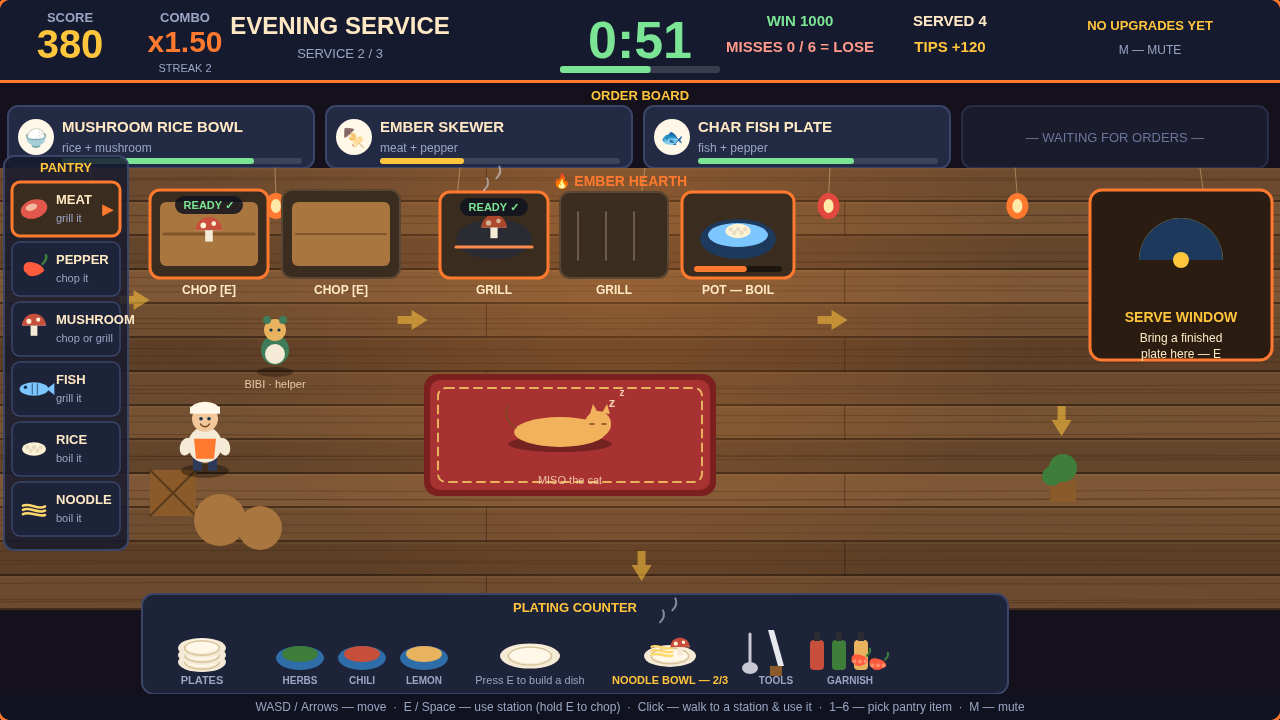 SCORE
380
COMBO
x1.50
STREAK 2
EVENING SERVICE
SERVICE 2 / 3
0:51
WIN 1000
MISSES 0 / 6 = LOSE
SERVED 4
TIPS +120
NO UPGRADES YET
M — MUTE
ORDER BOARD
MUSHROOM RICE BOWL
rice + mushroom
EMBER SKEWER
meat + pepper
CHAR FISH PLATE
fish + pepper
— WAITING FOR ORDERS —
PANTRY
MEAT
grill it
PEPPER
chop it
MUSHROOM
chop or grill
FISH
grill it
RICE
boil it
NOODLE
boil it
🔥 EMBER HEARTH
READY ✓
CHOP [E]
CHOP [E]
READY ✓
GRILL
GRILL
POT — BOIL
SERVE WINDOW
Bring a finished
plate here — E
BIBI · helper
z
z
MISO the cat
PLATING COUNTER
PLATES
HERBS
CHILI
LEMON
Press E to build a dish
NOODLE BOWL — 2/3
TOOLS
GARNISH
WASD / Arrows — move · E / Space — use station (hold E to chop) · Click — walk to a station & use it · 1–6 — pick pantry item · M — mute